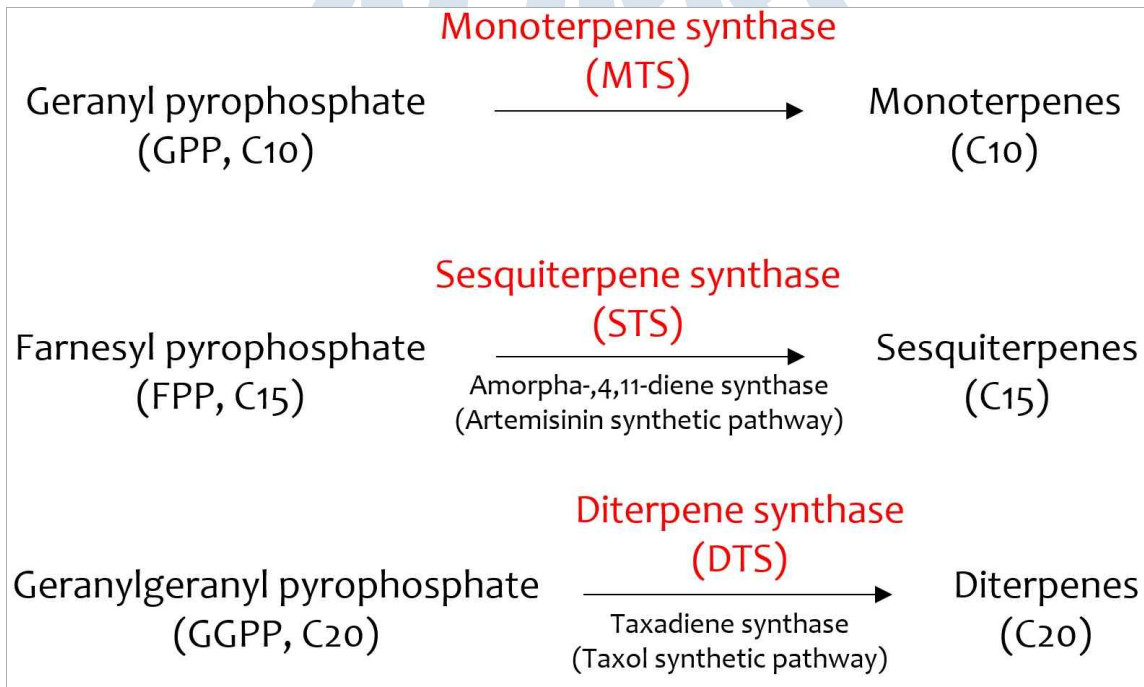 Monoterpene synthase
(MTS)
Geranyl pyrophosphate
(GPP, C10)
Monoterpenes
(C10)
Sesquiterpene synthase
(STS)
Farnesyl pyrophosphate
(FPP, C15)
Amorpha-,4,11-diene synthase
(Artemisinin synthetic pathway)
Sesquiterpenes
(C15)
Diterpene synthase
(DTS)
Geranylgeranyl pyrophosphate
(GGPP, C20)
Taxadiene synthase
(Taxol synthetic pathway)
Diterpenes
(C20)